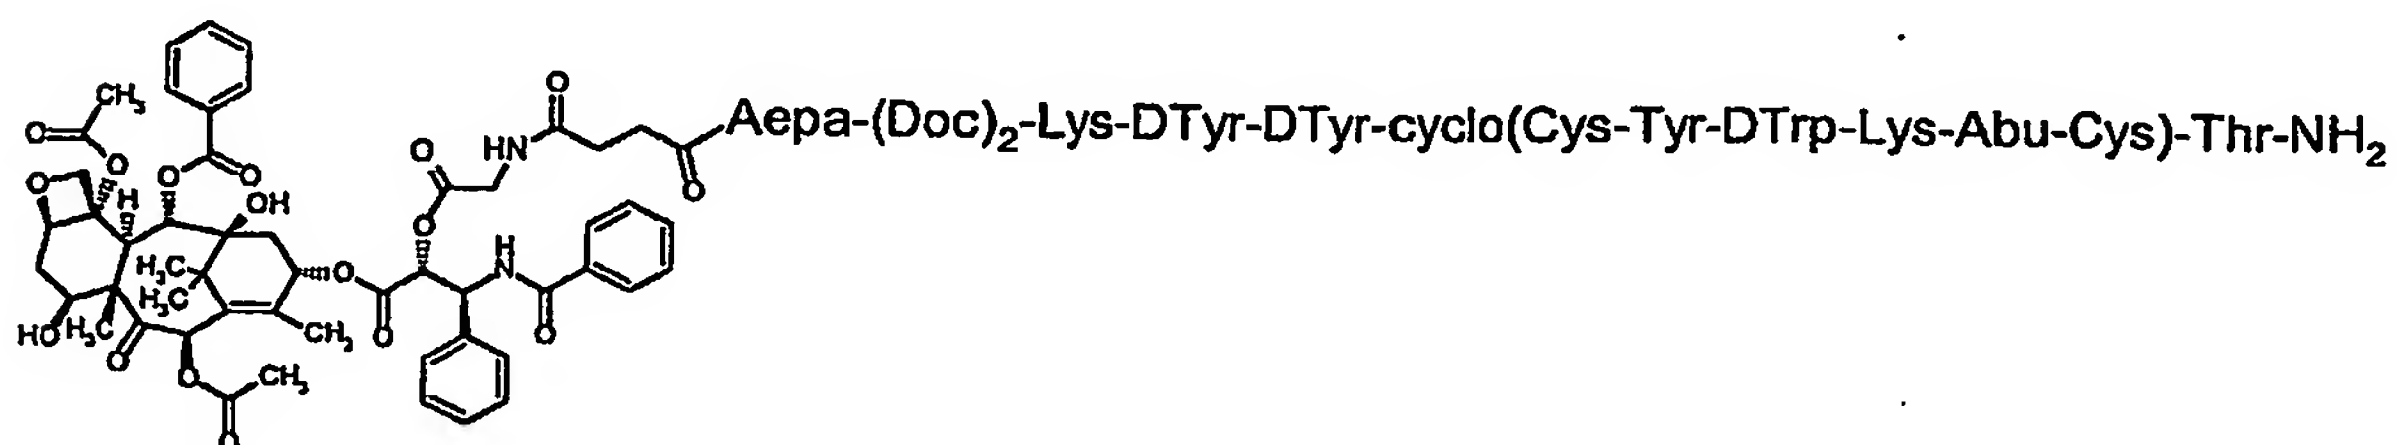 CH₃
O
O
O
O
O
H
OH
O
HN
O
O
O
Aepa-(Doc)₂-Lys-DTyr-DTyr-cyclo(Cys-Tyr-DTrp-Lys-Abu-Cys)-Thr-NH₂
H₃C
H₃C
O
O
H
N
O
HO
H₃C
O
CH₃
O
CH₃
O